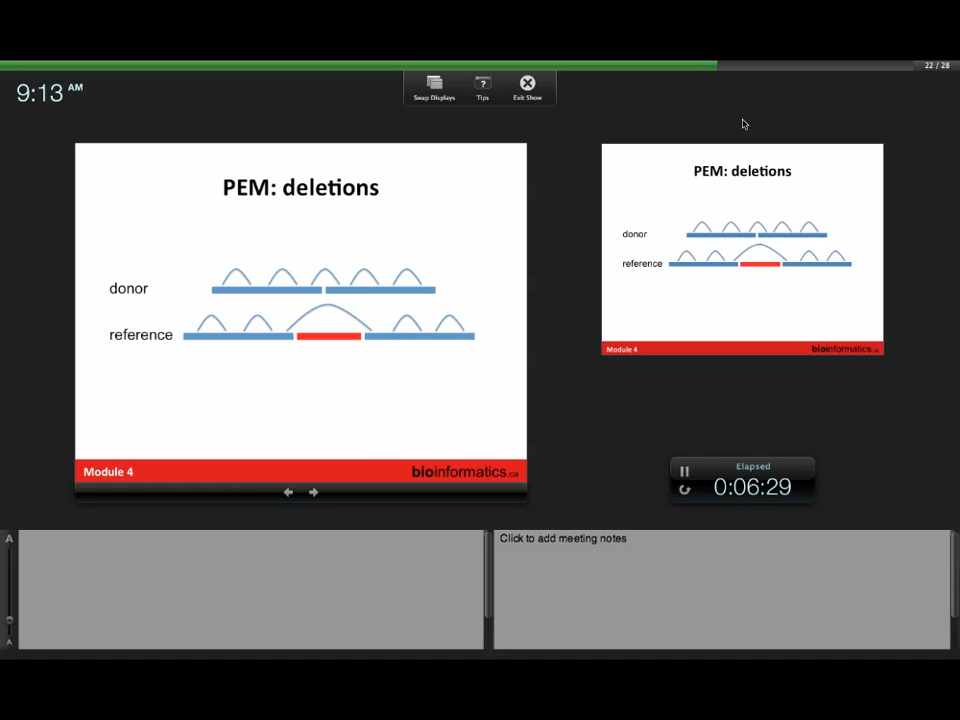 22 / 28
9:13 AM
Swap Displays
Tips
Exit Show
PEM: deletions
donor
reference
Module 4
bioinformatics.ca
PEM: deletions
donor
reference
Module 4
bioinformatics.ca
Elapsed
0:06:29
A
A
Click to add meeting notes